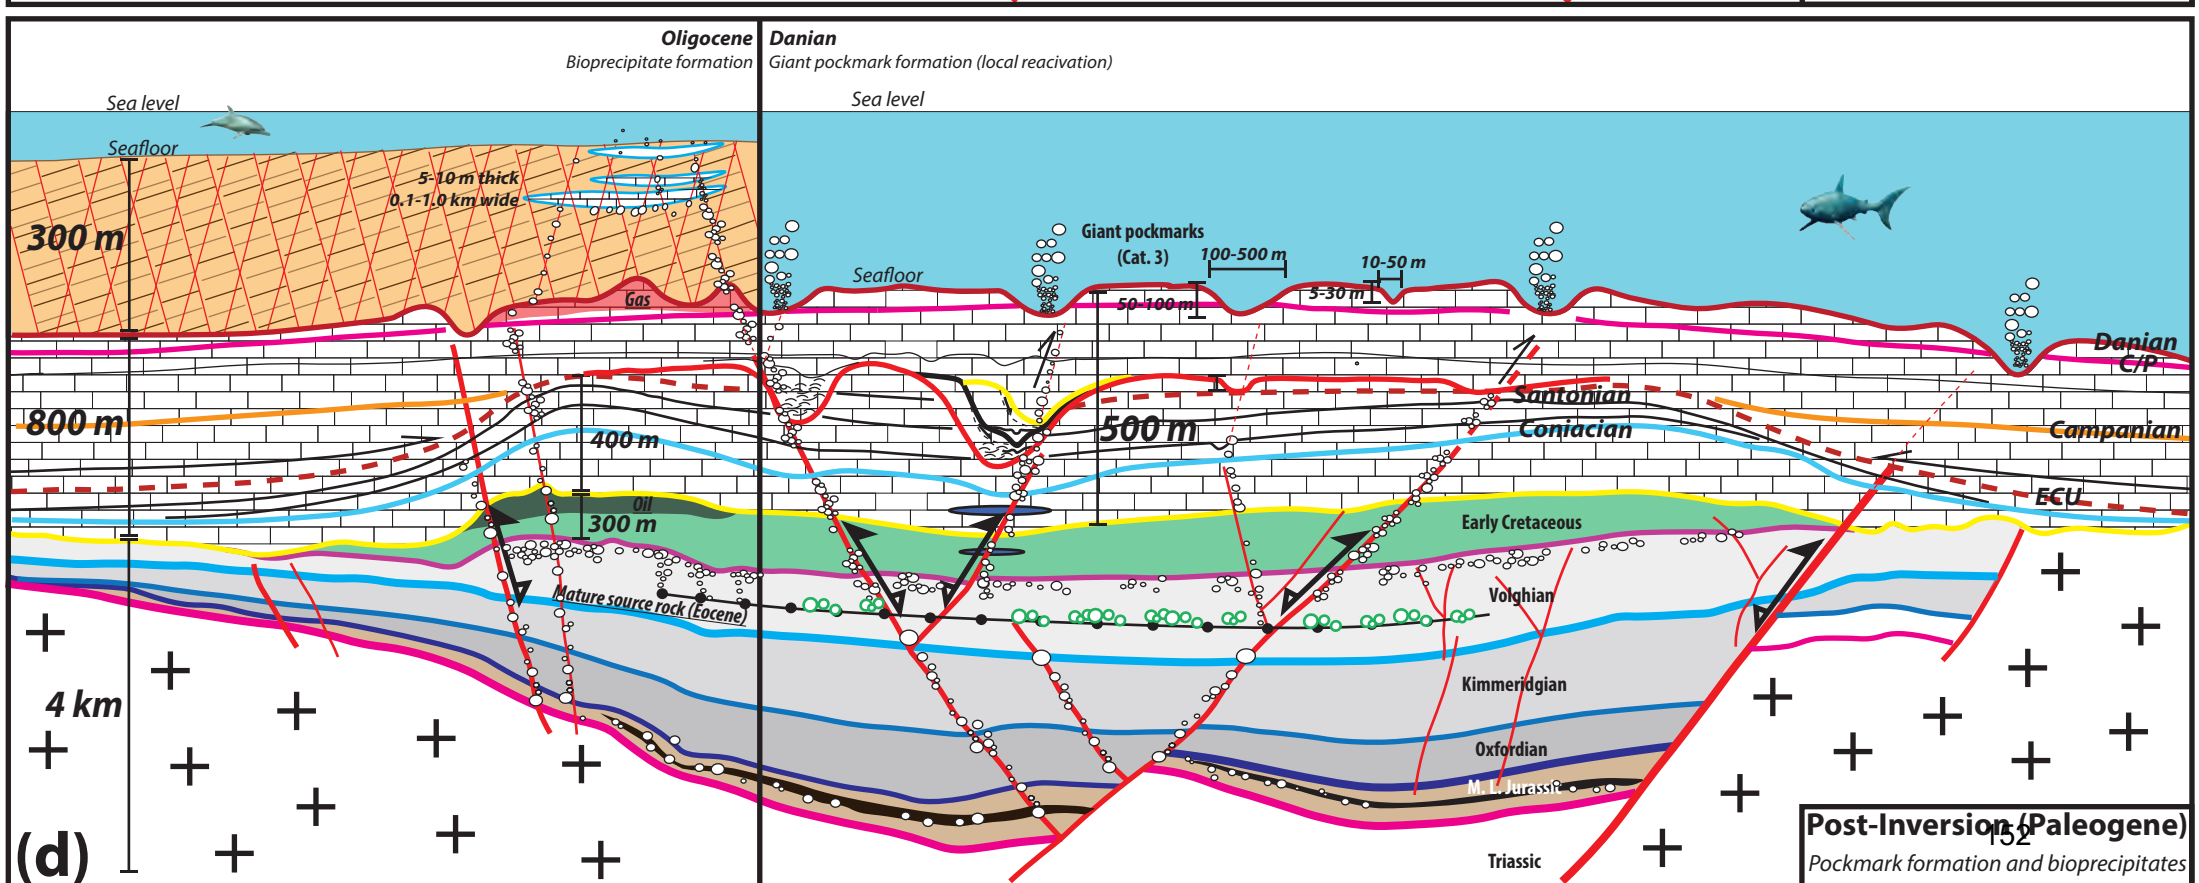 Oligocene
Bioprecipitate formation
Danian
Giant pockmark formation (local reacivation)
Sea level
Sea level
Seafloor
5-10 m thick
0.1-1.0 km wide
300 m
Giant pockmarks
(Cat. 3)
100-500 m
10-50 m
Seafloor
Gas
50-100 m
5-30 m
Danian
C/P
Santonian
800 m
400 m
500 m
Coniacian
Campanian
Oil
300 m
ECU
Early Cretaceous
Mature source rock (Eocene)
Volghian
4 km
Kimmeridgian
Oxfordian
M. L. Jurassic
Triassic
(d)
Post-Inversion (Paleogene)
152
Pockmark formation and bioprecipitates